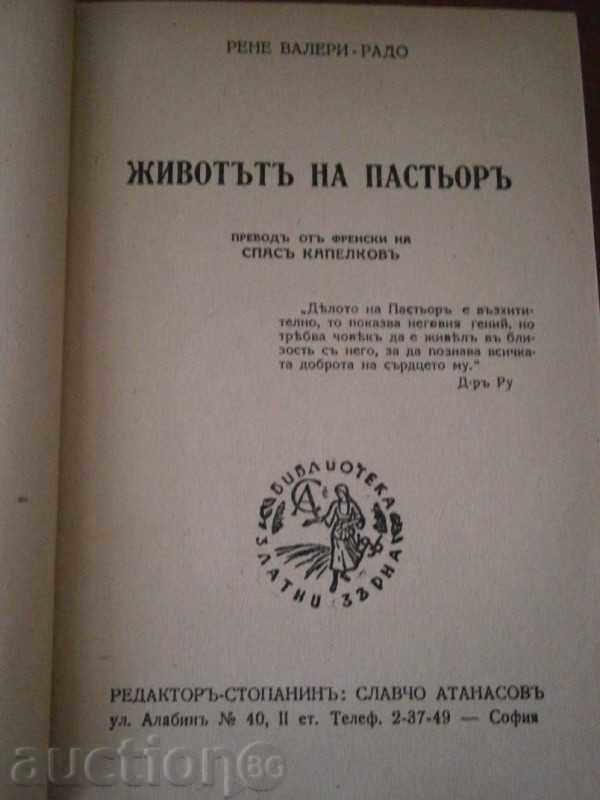 РЕНЕ ВАЛЕРИ-РАДО
ЖИВОТЪТЪ НА ПАСТЬОРЪ
ПРЕВОДЪ ОТЪ ФРЕНСКИ НА
СПАСЪ КАПЕЛКОВЪ
„Дѣлото на Пастьоръ е възхити-
телно, то показва неговия гений, но
трѣбва човѣкъ да е живѣлъ въ бли-
зость съ него, за да познава всичка-
та доброта на сърдцето му."
Д-ръ Ру
БИБЛИОТЕКА
ЗЛАТНИ ЗЪРНА
РЕДАКТОРЪ-СТОПАНИНЪ: СЛАВЧО АТАНАСОВЪ
ул. Алабинъ № 40, II ет. Телеф. 2-37-49 — София
auctionBG